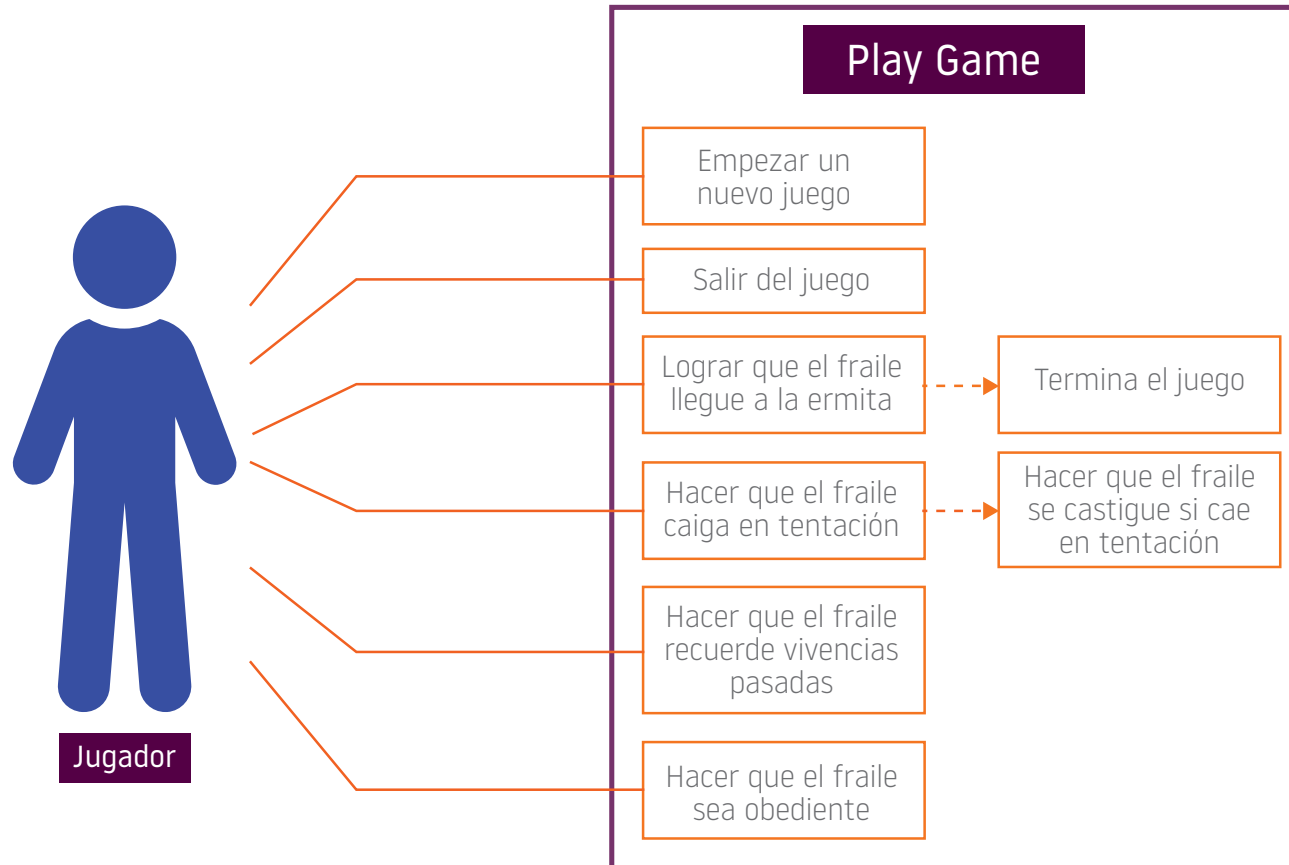 Play Game
Empezar un
nuevo juego
Salir del juego
Lograr que el fraile
llegue a la ermita
Termina el juego
Hacer que el fraile
caiga en tentación
Hacer que el fraile
se castigue si cae
en tentación
Hacer que el fraile
recuerde vivencias
pasadas
Hacer que el fraile
sea obediente
Jugador